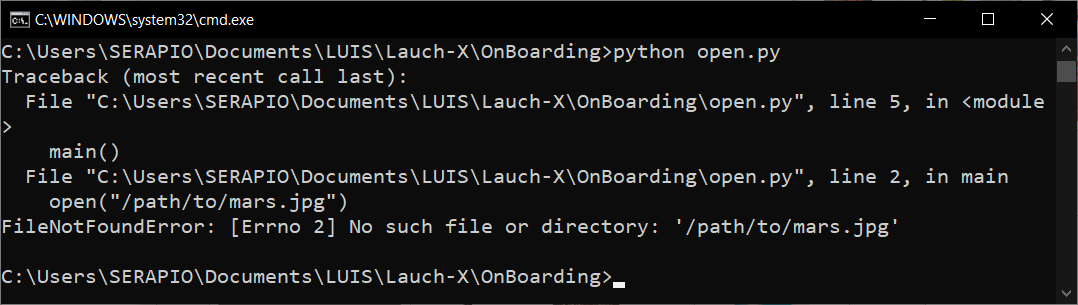 C:\WINDOWS\system32\cmd.exe
C:\Users\SERAPIO\Documents\LUIS\Lauch-X\OnBoarding>python open.py
Traceback (most recent call last):
  File "C:\Users\SERAPIO\Documents\LUIS\Lauch-X\OnBoarding\open.py", line 5, in <module
>
    main()
  File "C:\Users\SERAPIO\Documents\LUIS\Lauch-X\OnBoarding\open.py", line 2, in main
    open("/path/to/mars.jpg")
FileNotFoundError: [Errno 2] No such file or directory: '/path/to/mars.jpg'
C:\Users\SERAPIO\Documents\LUIS\Lauch-X\OnBoarding>